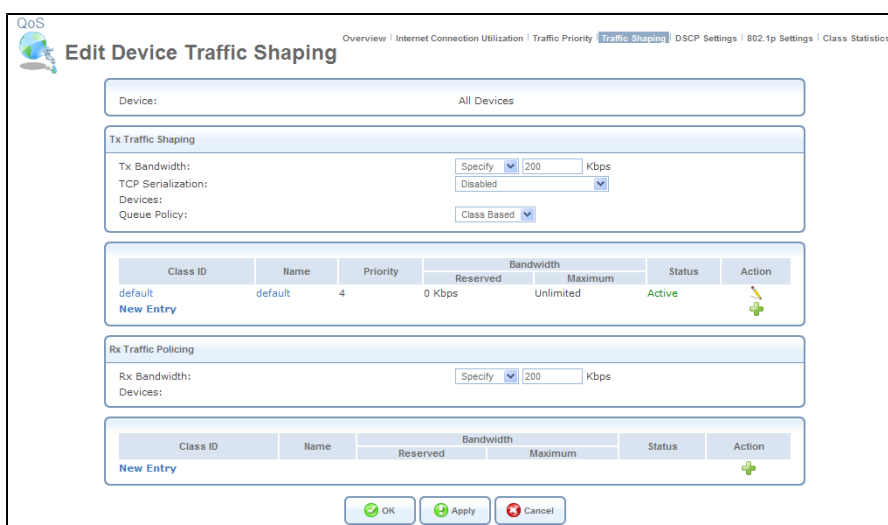 QoS
Edit Device Traffic Shaping
Overview | Internet Connection Utilization | Traffic Priority | Traffic Shaping | DSCP Settings | 802.1p Settings | Class Statistics
Device: All Devices
Tx Traffic Shaping
Tx Bandwidth: Specify 200 Kbps
TCP Serialization: Disabled
Devices:
Queue Policy: Class Based
Class ID Name Priority Bandwidth Status Action
Reserved Maximum
default default 4 0 Kbps Unlimited Active
New Entry
Rx Traffic Policing
Rx Bandwidth: Specify 200 Kbps
Devices:
Class ID Name Bandwidth Status Action
Reserved Maximum
New Entry
OK Apply Cancel